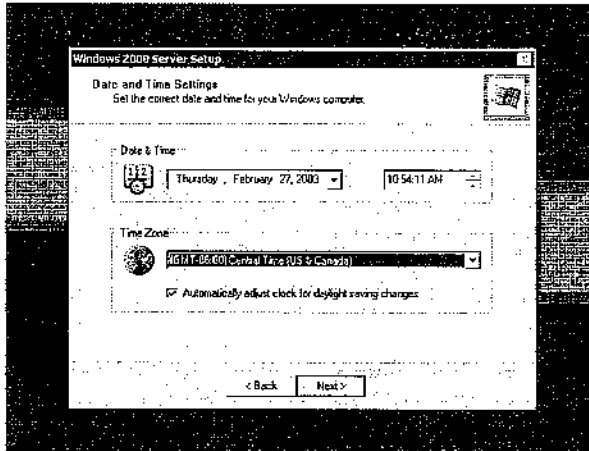 Windows 2000 Server Setup
Date and Time Settings
Set the correct date and time for your Windows computer.
Date & Time
Thursday , February 27, 2003
10:54:11 AM
Time Zone
(GMT-06:00) Central Time (US & Canada)
Automatically adjust clock for daylight saving changes
< Back
Next >